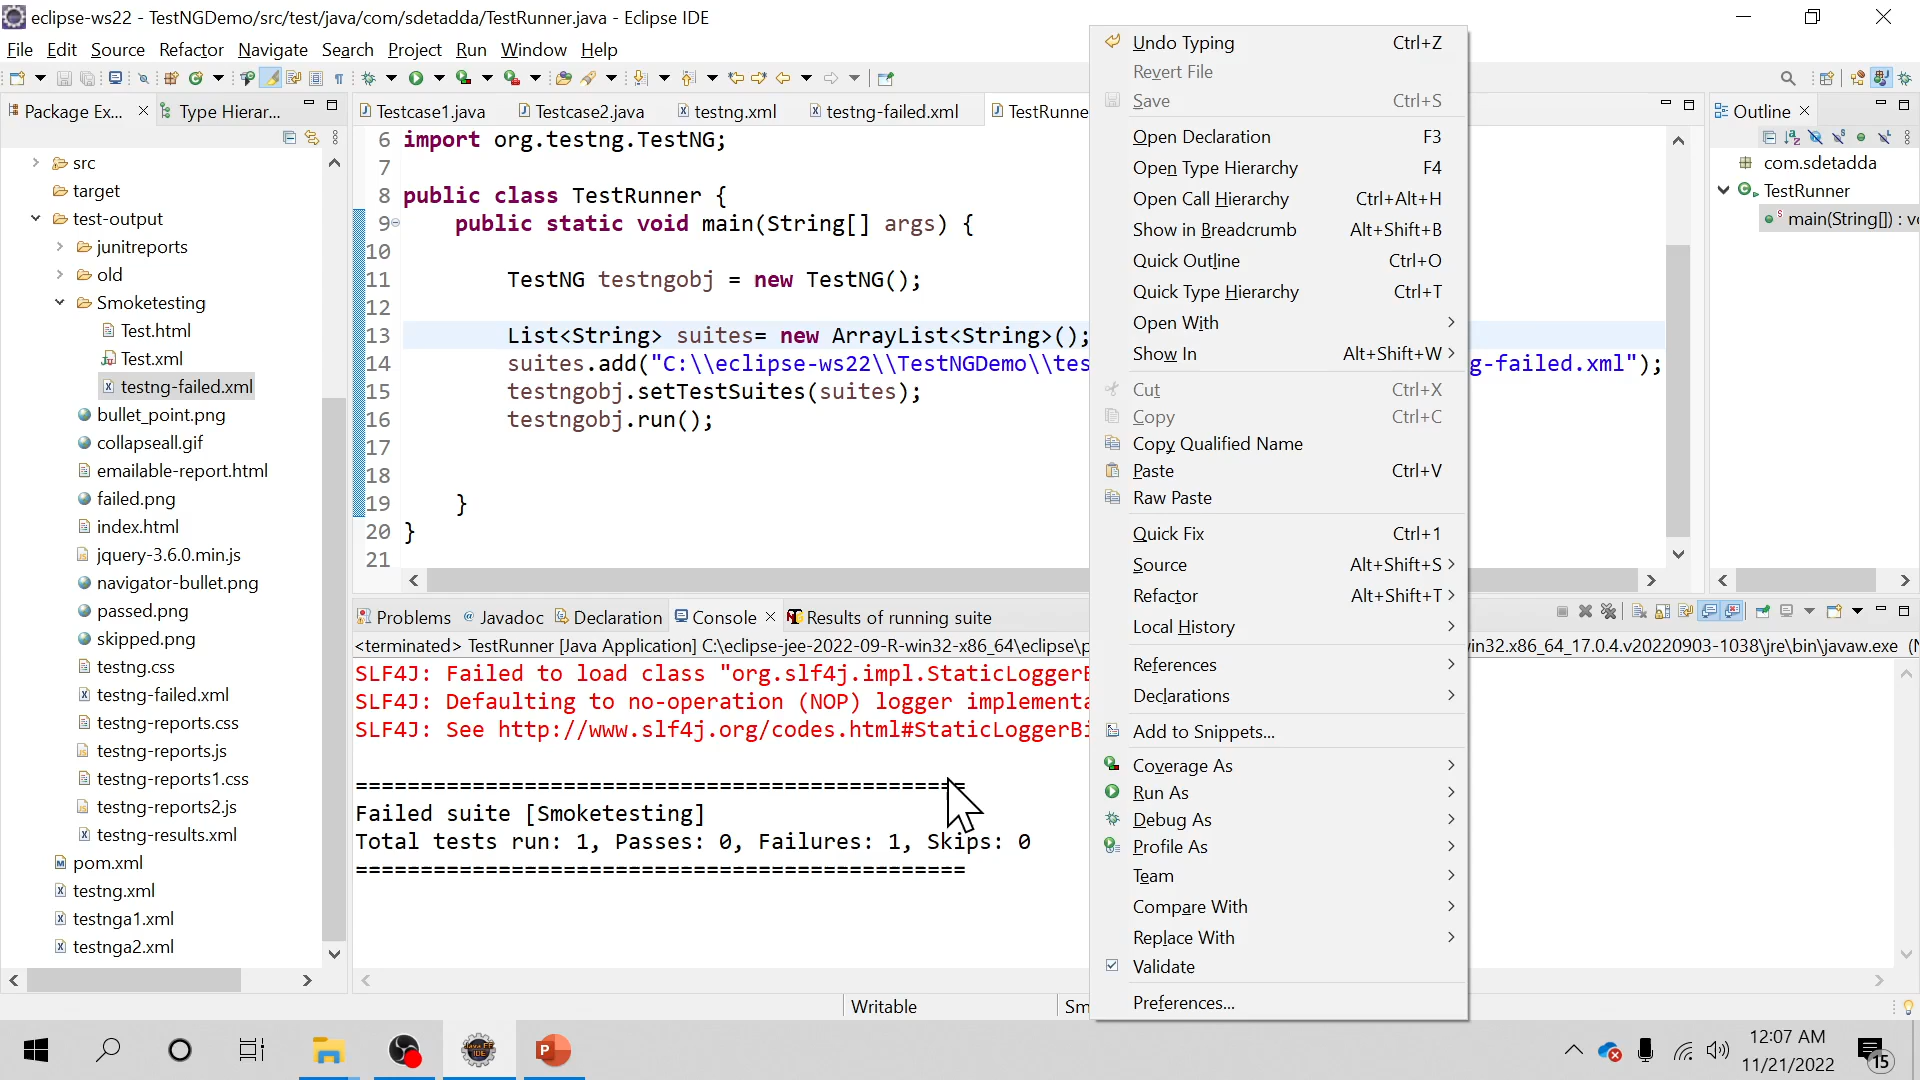 eclipse-ws22 - TestNGDemo/src/test/java/com/sdetadda/TestRunner.java - Eclipse IDE
File Edit Source Refactor Navigate Search Project Run Window Help
Package Ex... Type Hierar...
src
target
test-output
junitreports
old
Smoketesting
Test.html
Test.xml
testng-failed.xml
bullet_point.png
collapseall.gif
emailable-report.html
failed.png
index.html
jquery-3.6.0.min.js
navigator-bullet.png
passed.png
skipped.png
testng.css
testng-failed.xml
testng-reports.css
testng-reports.js
testng-reports1.css
testng-reports2.js
testng-results.xml
pom.xml
testng.xml
testnga1.xml
testnga2.xml
Testcase1.java Testcase2.java testng.xml testng-failed.xml TestRunne
6 import org.testng.TestNG;
7
8 public class TestRunner {
9 public static void main(String[] args) {
10
11 TestNG testngobj = new TestNG();
12
13 List<String> suites= new ArrayList<String>();
14 suites.add("C:\\eclipse-ws22\\TestNGDemo\\tes g-failed.xml");
15 testngobj.setTestSuites(suites);
16 testngobj.run();
17
18
19 }
20 }
21
Problems Javadoc Declaration Console Results of running suite
<terminated> TestRunner [Java Application] C:\eclipse-jee-2022-09-R-win32-x86_64\eclipse\p vin32.x86_64_17.0.4.v20220903-1038\jre\bin\javaw.exe (N
SLF4J: Failed to load class "org.slf4j.impl.StaticLoggerB
SLF4J: Defaulting to no-operation (NOP) logger implementa
SLF4J: See http://www.slf4j.org/codes.html#StaticLoggerBi
===============================================
Failed suite [Smoketesting]
Total tests run: 1, Passes: 0, Failures: 1, Skips: 0
===============================================
Undo Typing Ctrl+Z
Revert File
Save Ctrl+S
Open Declaration F3
Open Type Hierarchy F4
Open Call Hierarchy Ctrl+Alt+H
Show in Breadcrumb Alt+Shift+B
Quick Outline Ctrl+O
Quick Type Hierarchy Ctrl+T
Open With
Show In Alt+Shift+W
Cut Ctrl+X
Copy Ctrl+C
Copy Qualified Name
Paste Ctrl+V
Raw Paste
Quick Fix Ctrl+1
Source Alt+Shift+S
Refactor Alt+Shift+T
Local History
References
Declarations
Add to Snippets...
Coverage As
Run As
Debug As
Profile As
Team
Compare With
Replace With
Validate
Preferences...
Outline
com.sdetadda
TestRunner
main(String[]) : vo
Writable Sm
12:07 AM
11/21/2022
15